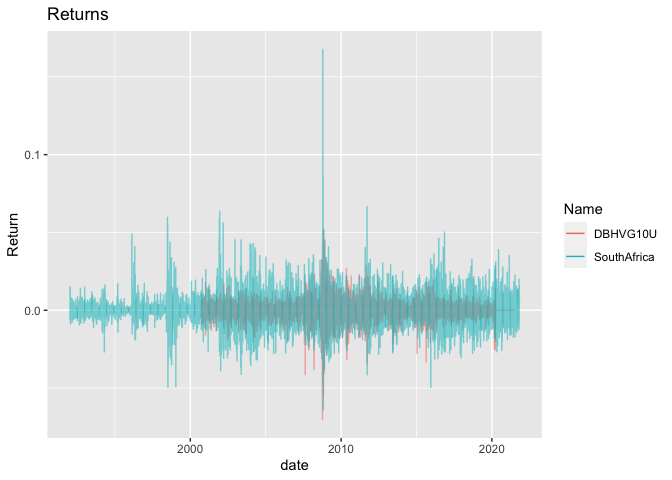 Returns
Return
0.1
0.0
2000
2010
2020
date
Name
DBHVG10U
SouthAfrica